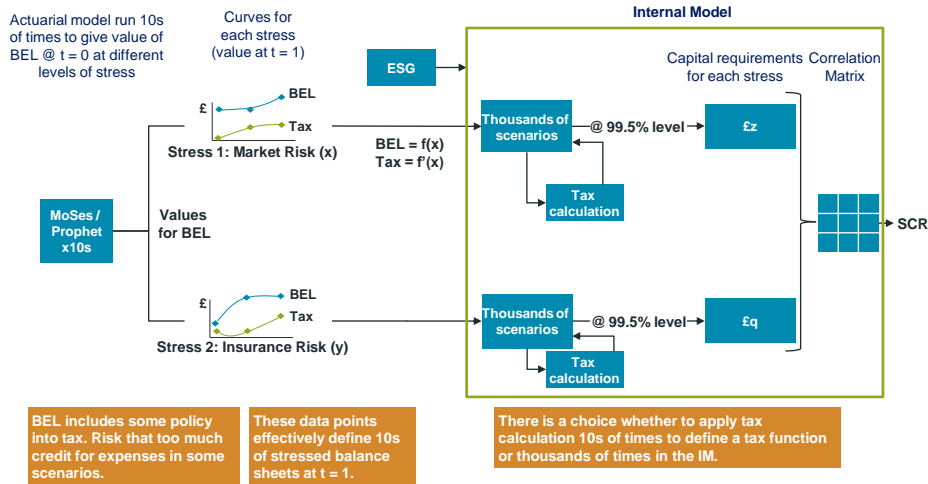 Internal Model
Actuarial model run 10s
of times to give value of
BEL @ t = 0 at different
levels of stress
Curves for
each stress
(value at t = 1)
ESG
Capital requirements
for each stress
Correlation
Matrix
£
BEL
Tax
Stress 1: Market Risk (x)
BEL = f(x)
Tax = f'(x)
Thousands of
scenarios
@ 99.5% level
£z
Tax
calculation
MoSes /
Prophet
x10s
Values
for BEL
SCR
£
BEL
Tax
Stress 2: Insurance Risk (y)
Thousands of
scenarios
@ 99.5% level
£q
Tax
calculation
BEL includes some policy
into tax. Risk that too much
credit for expenses in some
scenarios.
These data points
effectively define 10s
of stressed balance
sheets at t = 1.
There is a choice whether to apply tax
calculation 10s of times to define a tax function
or thousands of times in the IM.